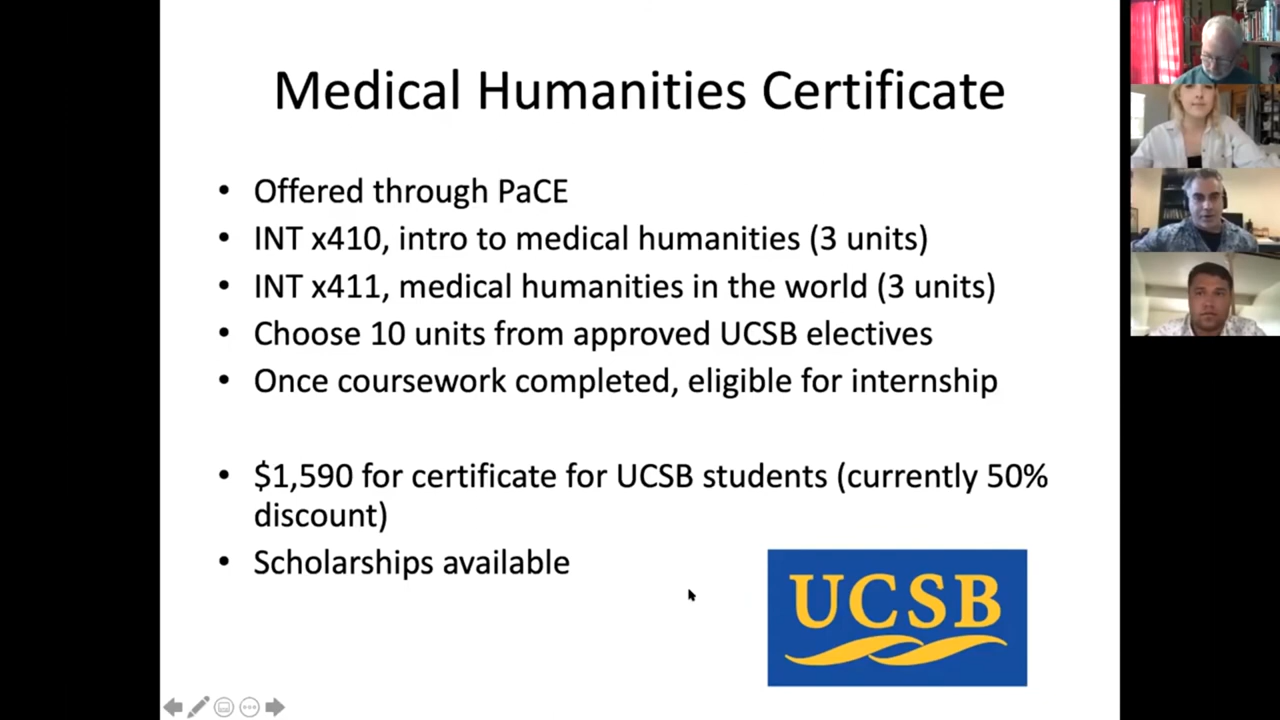 Medical Humanities Certificate
• Offered through PaCE
• INT x410, intro to medical humanities (3 units)
• INT x411, medical humanities in the world (3 units)
• Choose 10 units from approved UCSB electives
• Once coursework completed, eligible for internship
• $1,590 for certificate for UCSB students (currently 50%
discount)
• Scholarships available
UCSB